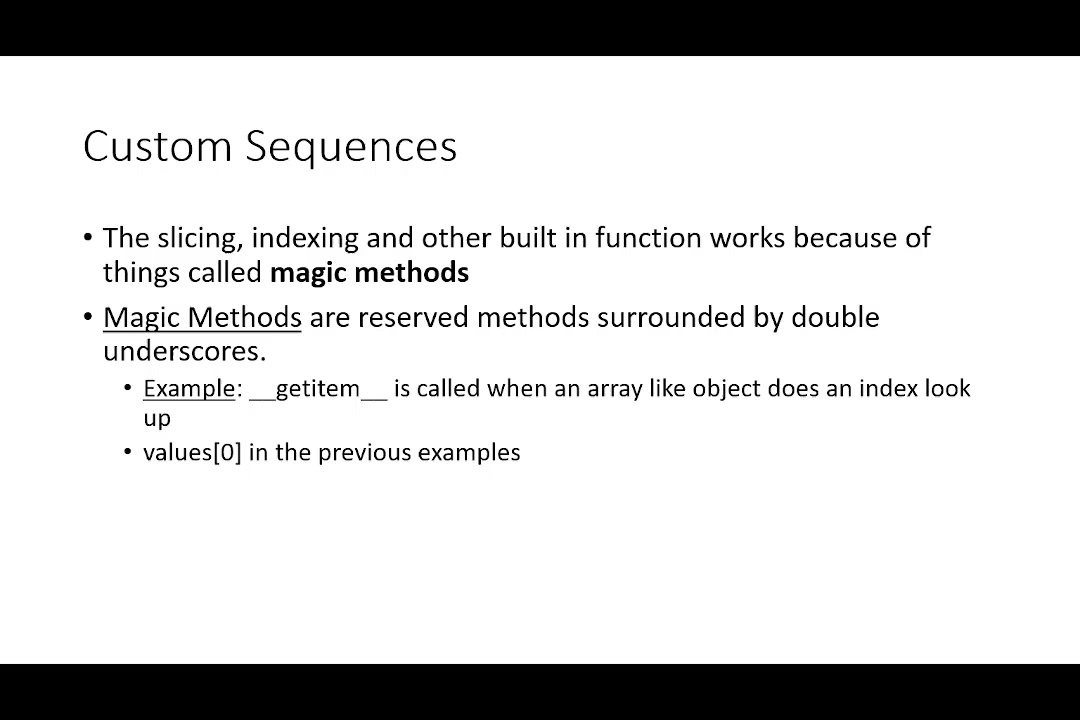 Custom Sequences
• The slicing, indexing and other built in function works because of
things called magic methods
• Magic Methods are reserved methods surrounded by double
underscores.
• Example: __getitem__ is called when an array like object does an index look
up
• values[0] in the previous examples